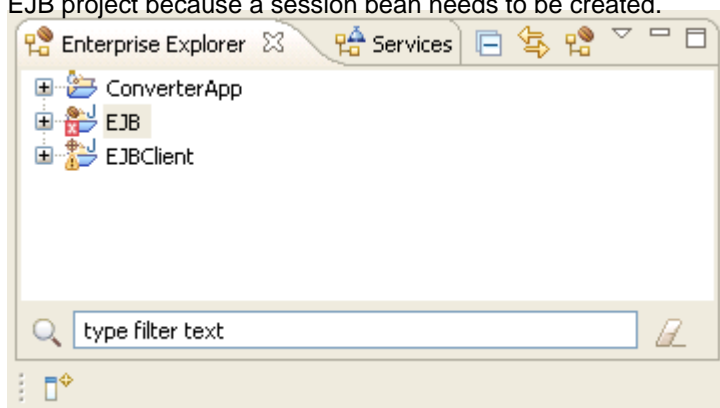 EJB project because a session bean needs to be created.
Enterprise Explorer Services
ConverterApp
EJB
EJBClient
type filter text